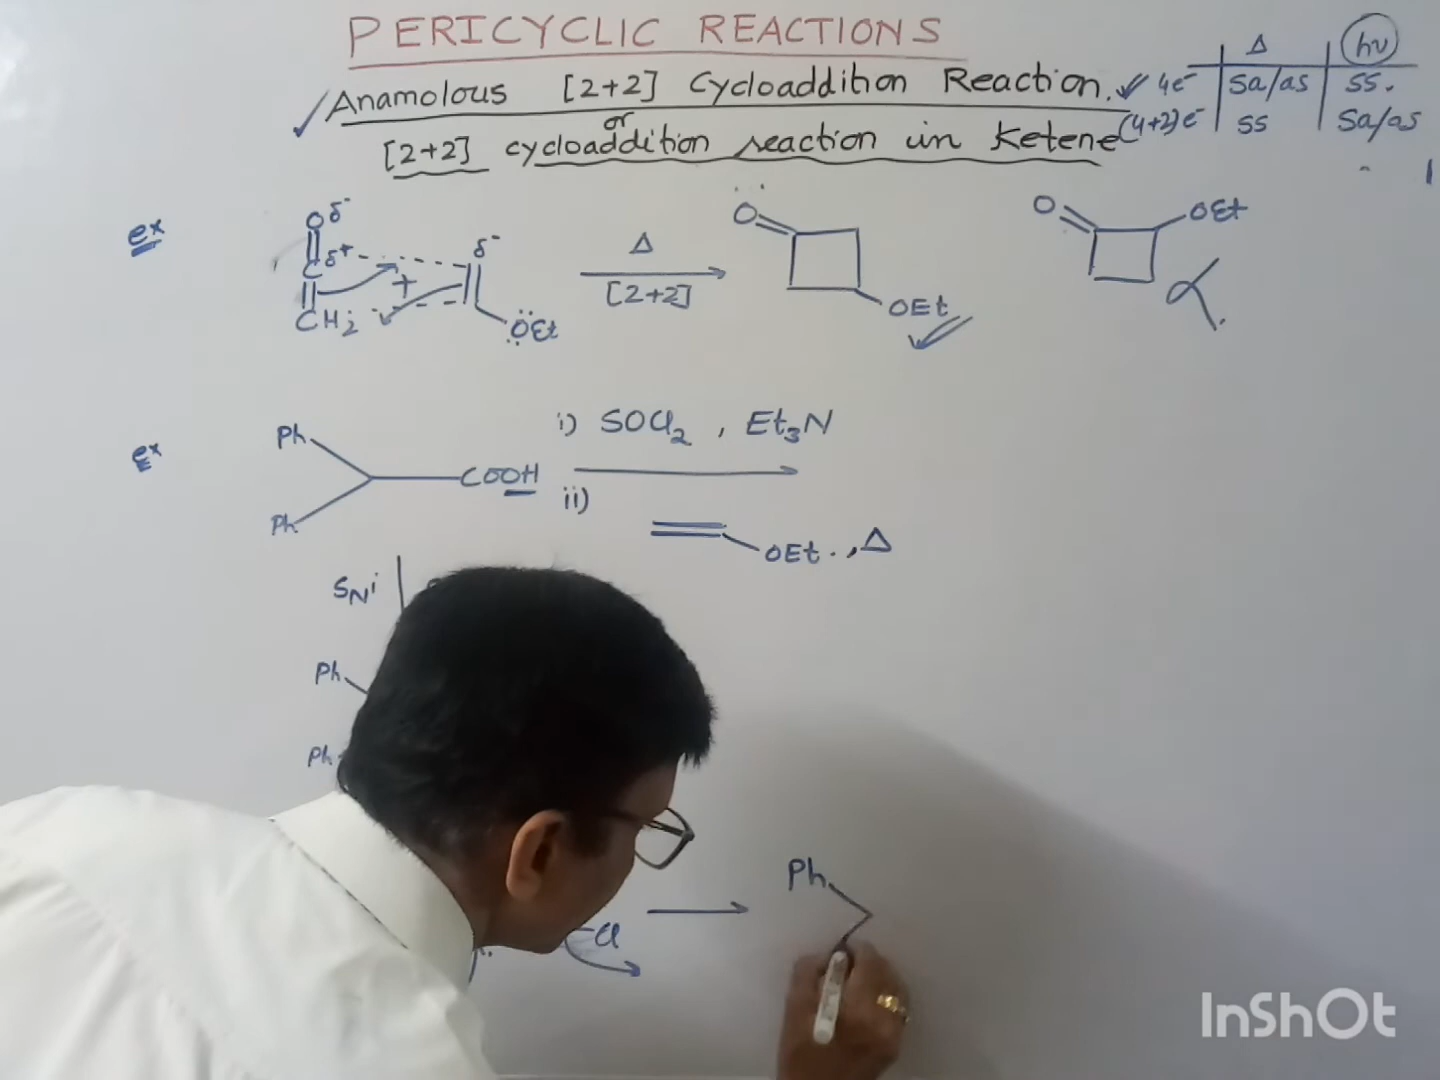 PERICYCLIC REACTIONS
Anamolous [2+2] Cycloaddition Reaction.
or
[2+2] cycloaddition reaction in Ketene
Δ hν
4e⁻ Sa/as ss.
(4+2)e⁻ ss Sa/as
ex
O δ⁻
C δ⁺
CH₂
+
δ⁻
ÖEt
Δ
[2+2]
O
OEt
O
OEt
ex
Ph
Ph
COOH
i) SOCl₂ , Et₃N
ii)
OEt . , Δ
SNi
Ph
Ph
Cl
Ph
InShOt